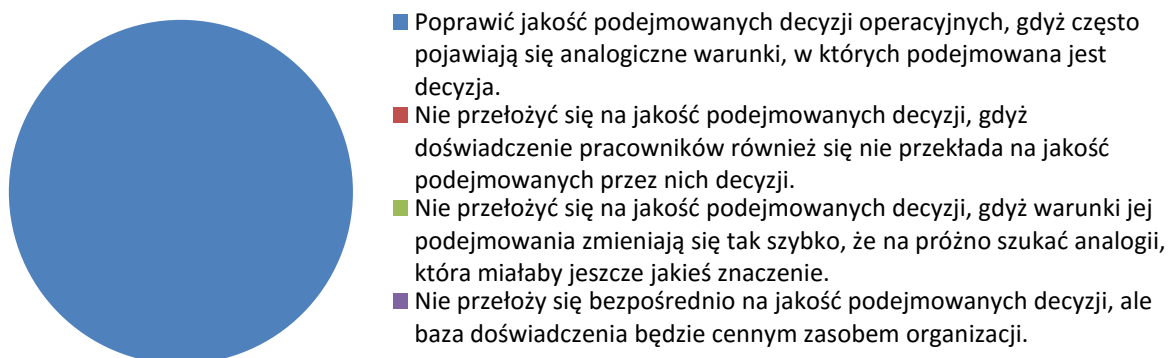 Poprawić jakość podejmowanych decyzji operacyjnych, gdyż często
pojawiają się analogiczne warunki, w których podejmowana jest
decyzja.
Nie przełożyć się na jakość podejmowanych decyzji, gdyż
doświadczenie pracowników również się nie przekłada na jakość
podejmowanych przez nich decyzji.
Nie przełożyć się na jakość podejmowanych decyzji, gdyż warunki jej
podejmowania zmieniają się tak szybko, że na próżno szukać analogii,
która miałaby jeszcze jakieś znaczenie.
Nie przełoży się bezpośrednio na jakość podejmowanych decyzji, ale
baza doświadczenia będzie cennym zasobem organizacji.